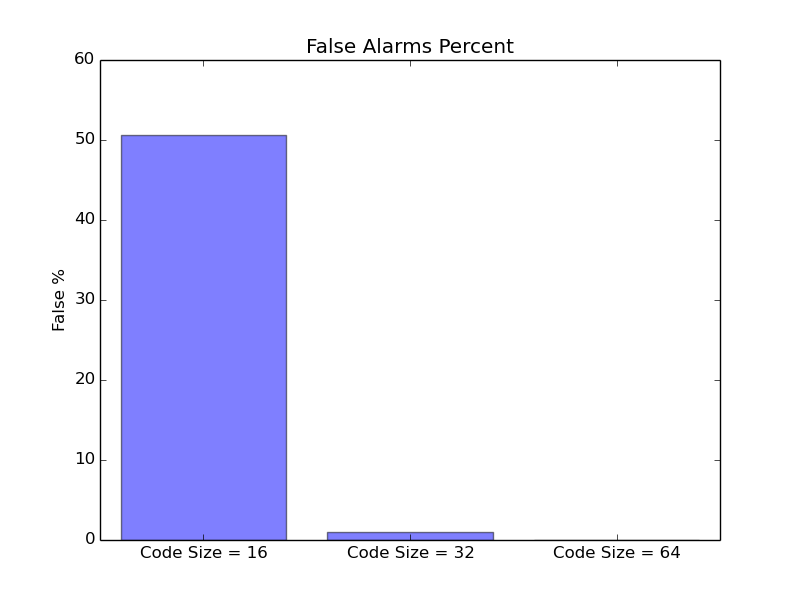 False Alarms Percent
60
50
40
30
20
10
0
False %
Code Size = 16
Code Size = 32
Code Size = 64